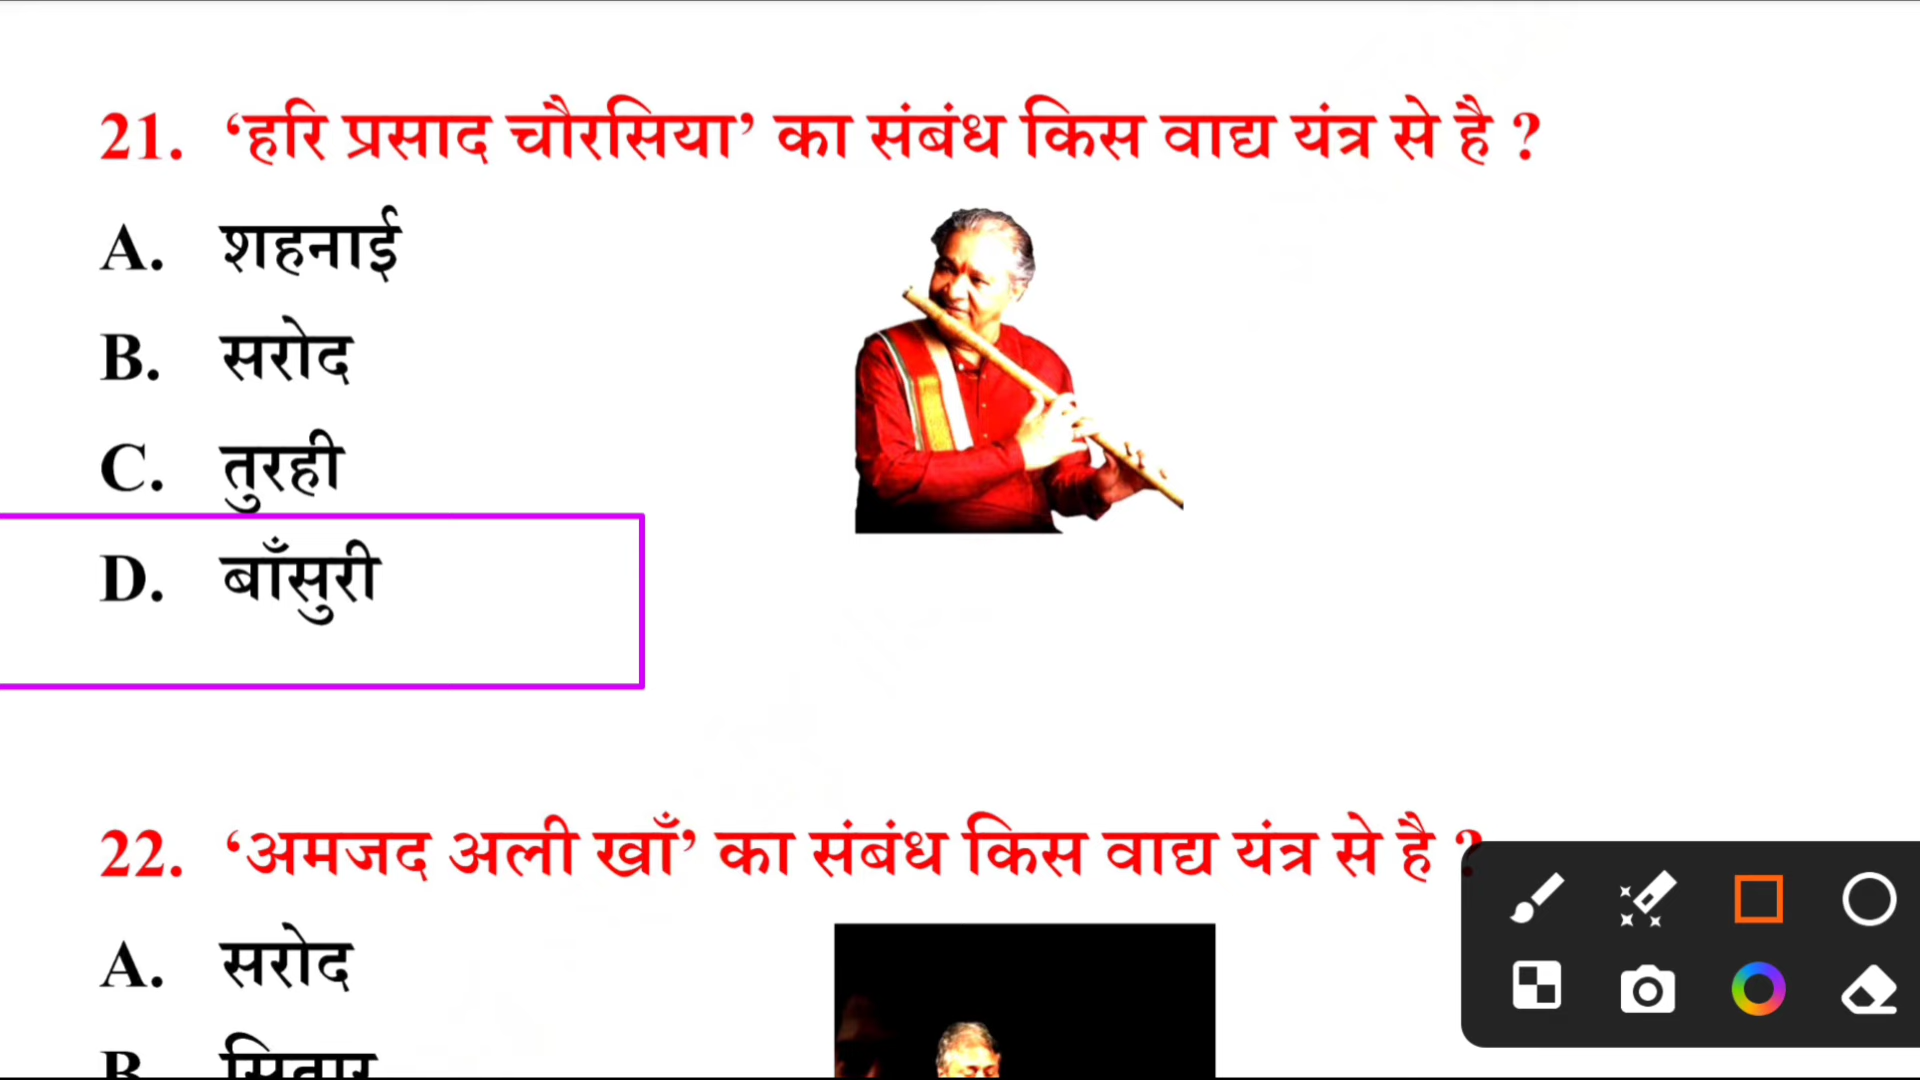 21. ‘हरि प्रसाद चौरसिया’ का संबंध किस वाद्य यंत्र से है ?
A. शहनाई
B. सरोद
C. तुरही
D. बाँसुरी
22. ‘अमजद अली खाँ’ का संबंध किस वाद्य यंत्र से है ?
A. सरोद
B. सितार